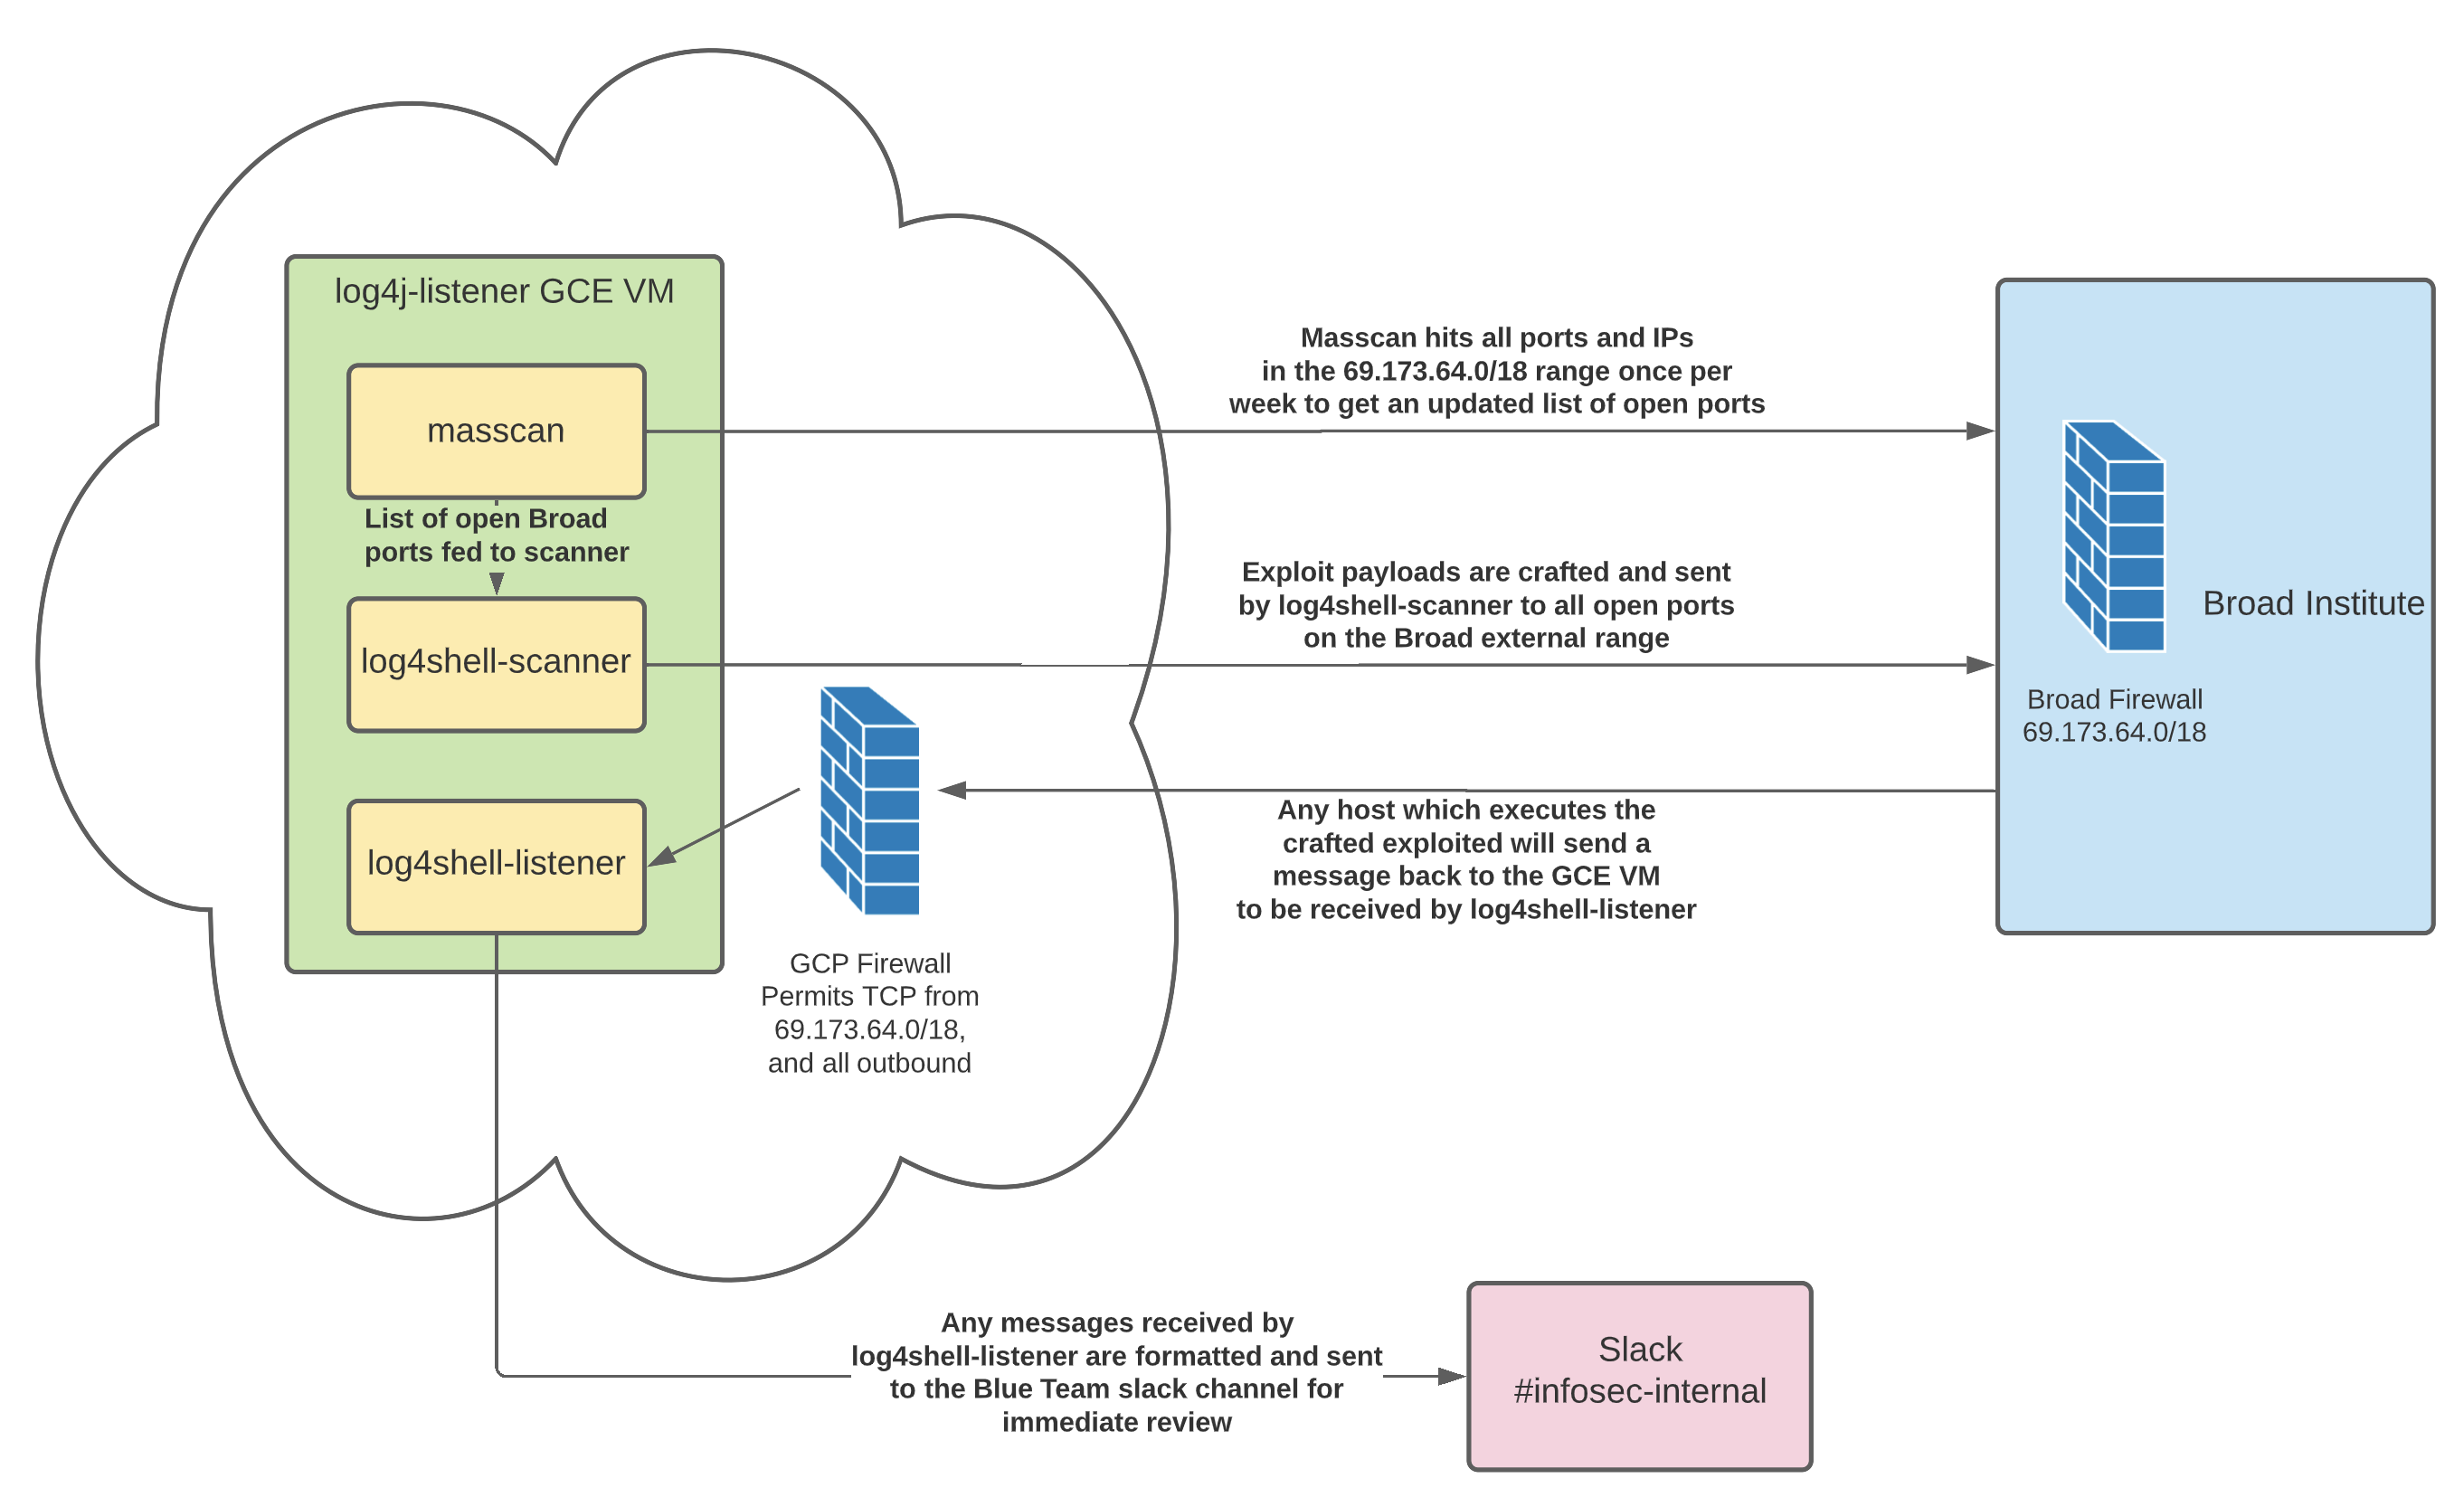 log4j-listener GCE VM
masscan
List of open Broad
ports fed to scanner
log4shell-scanner
log4shell-listener
GCP Firewall
Permits TCP from
69.173.64.0/18,
and all outbound
Masscan hits all ports and IPs
in the 69.173.64.0/18 range once per
week to get an updated list of open ports
Exploit payloads are crafted and sent
by log4shell-scanner to all open ports
on the Broad external range
Any host which executes the
crafted exploited will send a
message back to the GCE VM
to be received by log4shell-listener
Broad Institute
Broad Firewall
69.173.64.0/18
Any messages received by
log4shell-listener are formatted and sent
to the Blue Team slack channel for
immediate review
Slack
#infosec-internal